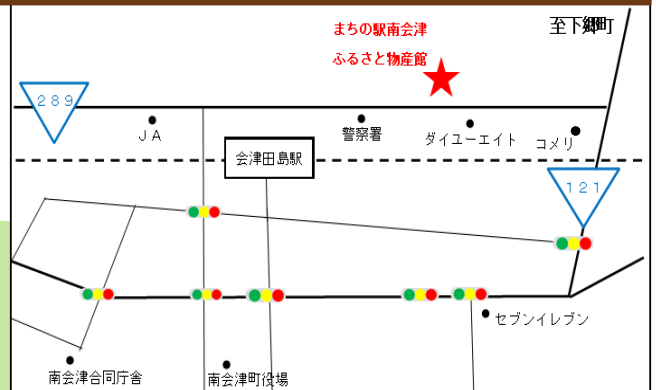 まちの駅南会津
ふるさと物産館
至下郷町
289
JA
警察署
ダイユーエイト
コメリ
会津田島駅
121
セブンイレブン
南会津合同庁舎
南会津町役場